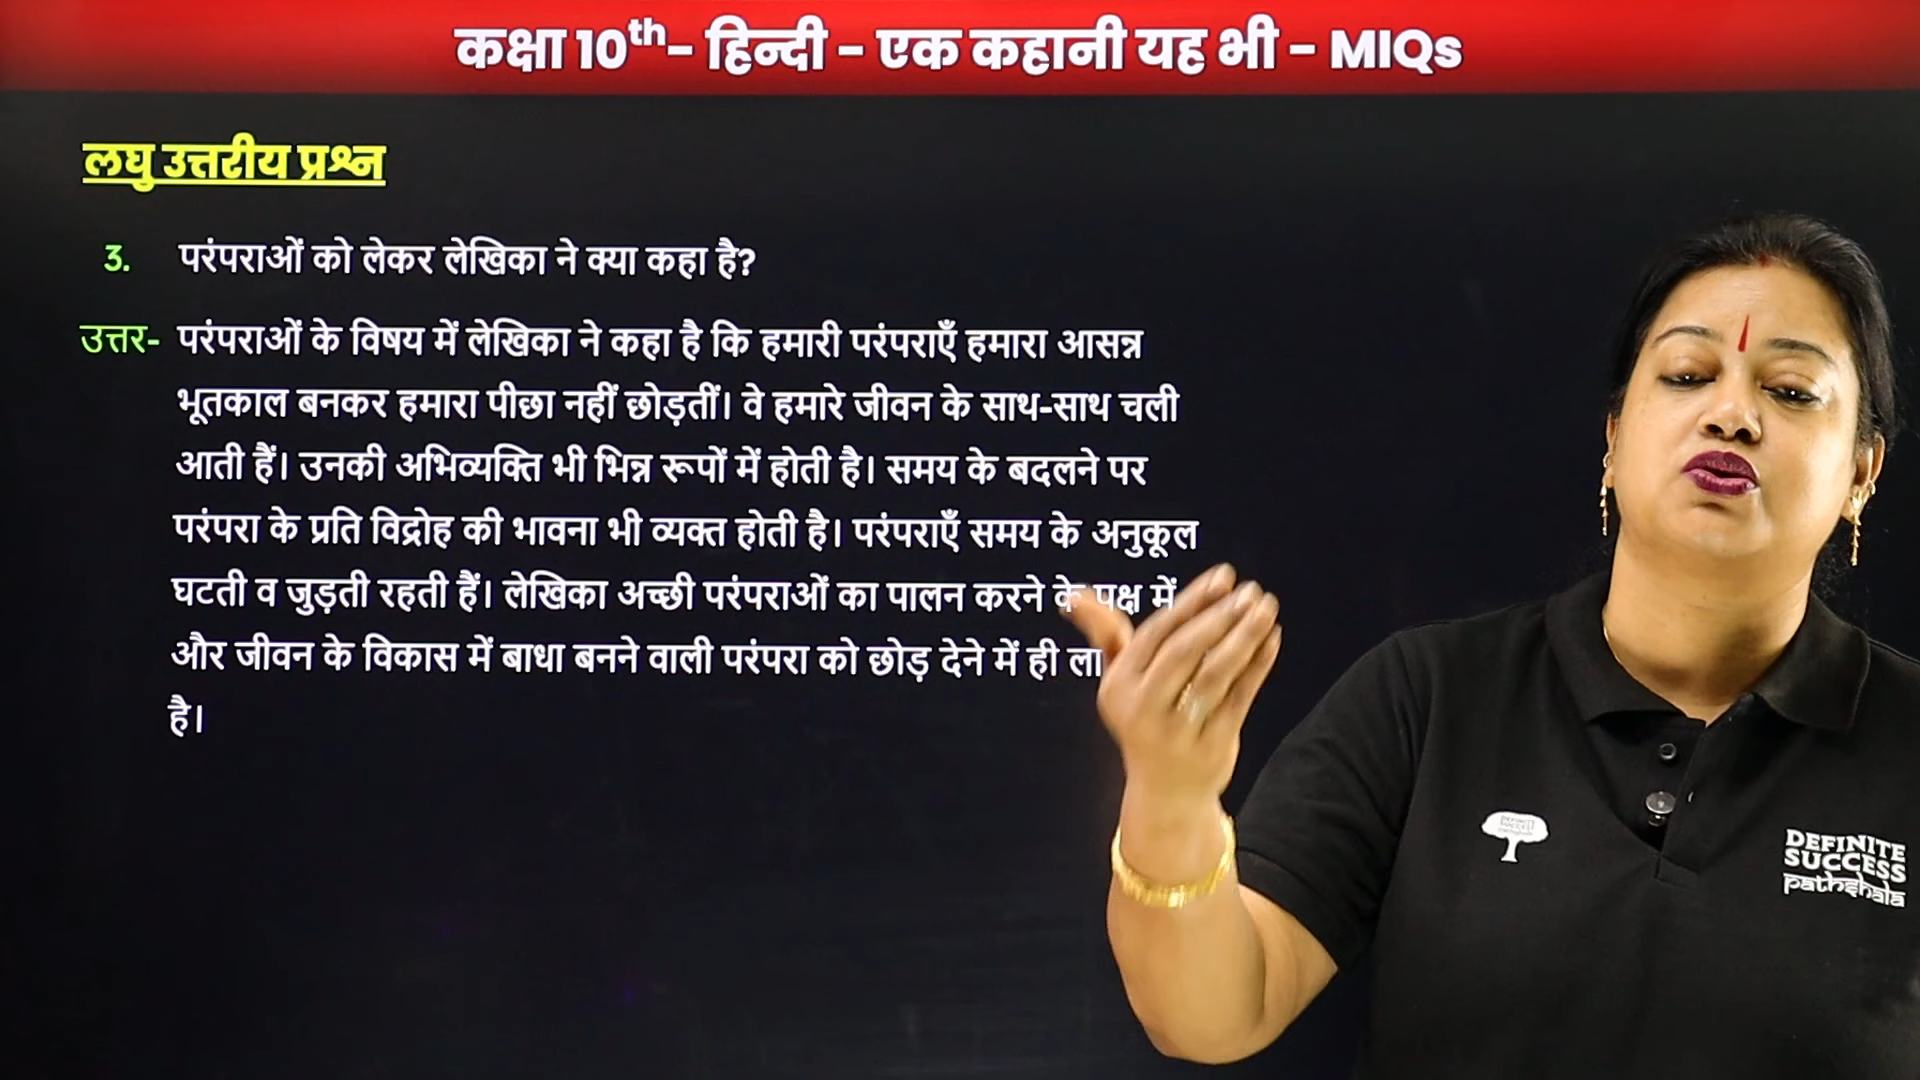 कक्षा 10th– हिन्दी – एक कहानी यह भी – MIQs
लघु उत्तरीय प्रश्न
3. परंपराओं को लेकर लेखिका ने क्या कहा है?
उत्तर- परंपराओं के विषय में लेखिका ने कहा है कि हमारी परंपराएँ हमारा आसन्न
भूतकाल बनकर हमारा पीछा नहीं छोड़तीं। वे हमारे जीवन के साथ-साथ चली
आती हैं। उनकी अभिव्यक्ति भी भिन्न रूपों में होती है। समय के बदलने पर
परंपरा के प्रति विद्रोह की भावना भी व्यक्त होती है। परंपराएँ समय के अनुकूल
घटती व जुड़ती रहती हैं। लेखिका अच्छी परंपराओं का पालन करने के पक्ष में
और जीवन के विकास में बाधा बनने वाली परंपरा को छोड़ देने में ही
है।
DEFINITE
SUCCESS
pathshala